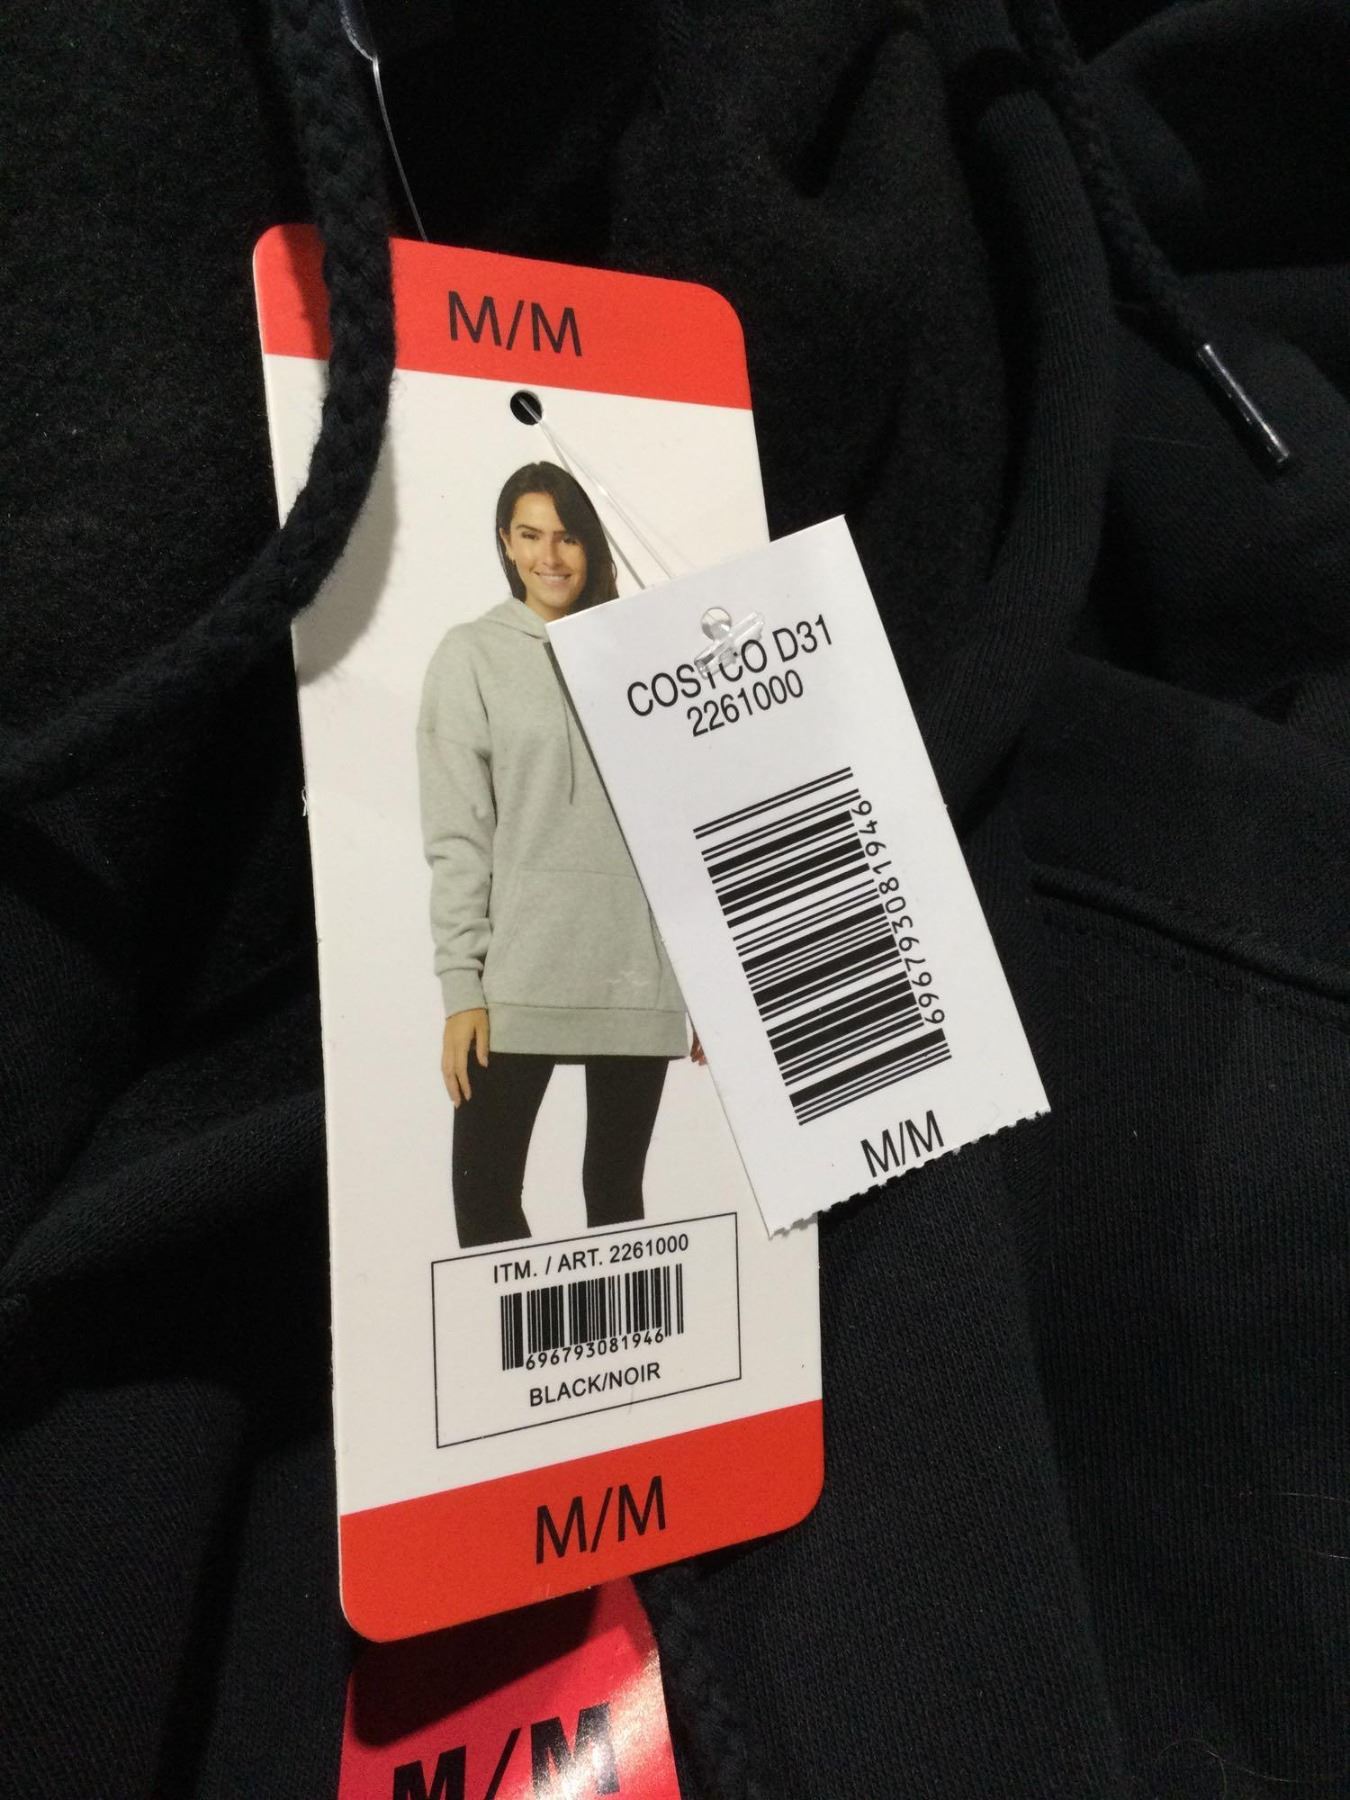 M/M
COSTCO D31
2261000
696793081946
M/M
ITM. / ART. 2261000
696793081946
BLACK/NOIR
M/M
M/M